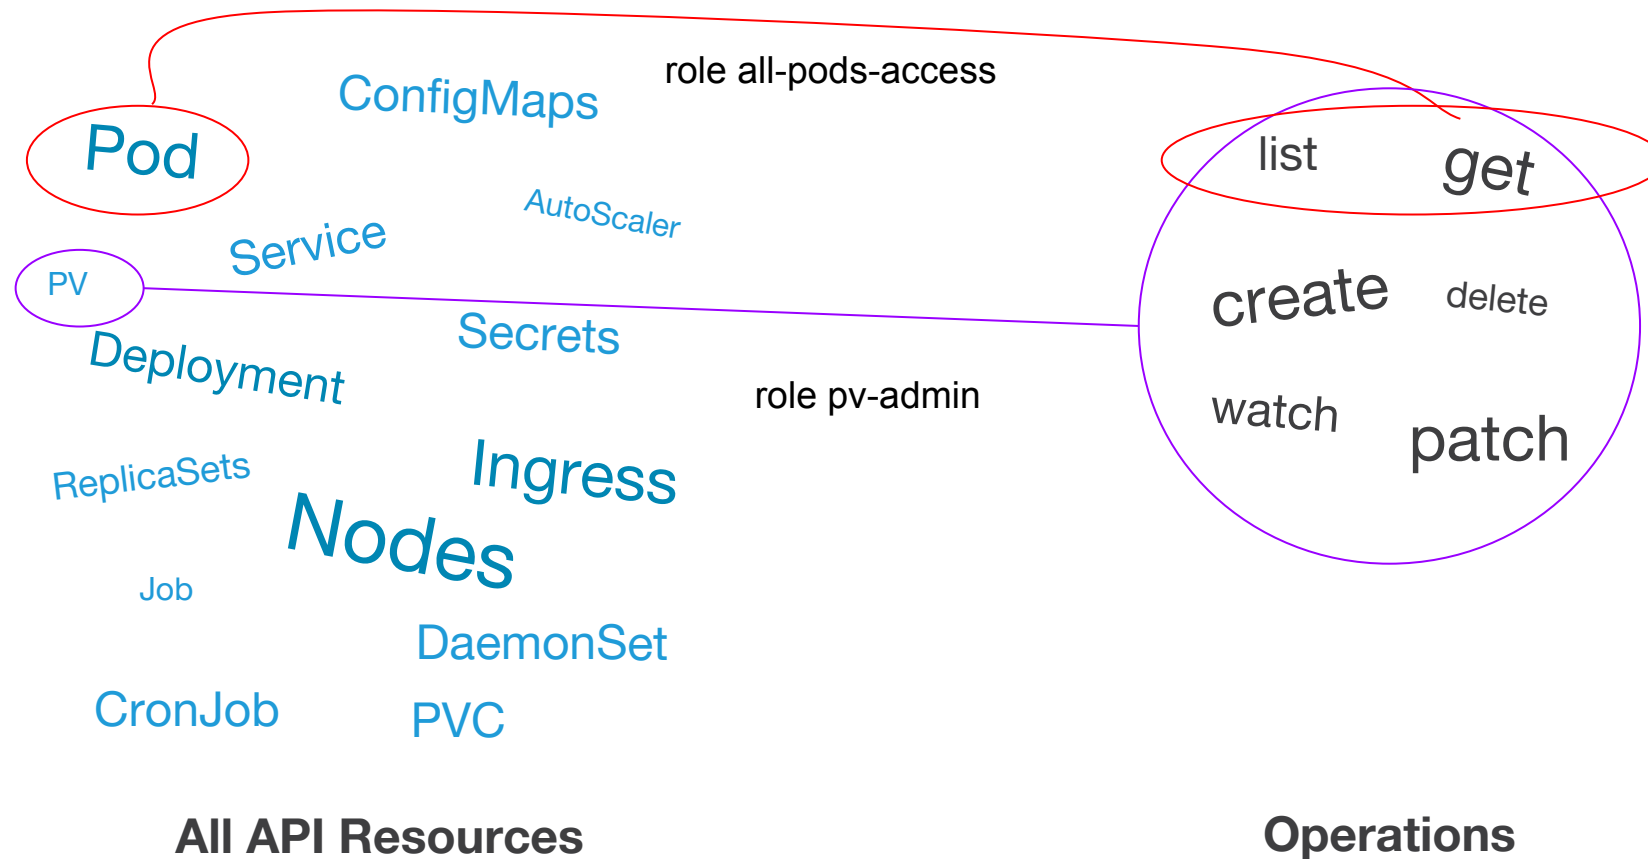 role all-pods-access
ConfigMaps
Pod
list
get
AutoScaler
Service
PV
create
delete
Secrets
Deployment
role pv-admin
watch
patch
Ingress
ReplicaSets
Nodes
Job
DaemonSet
CronJob
PVC
All API Resources
Operations